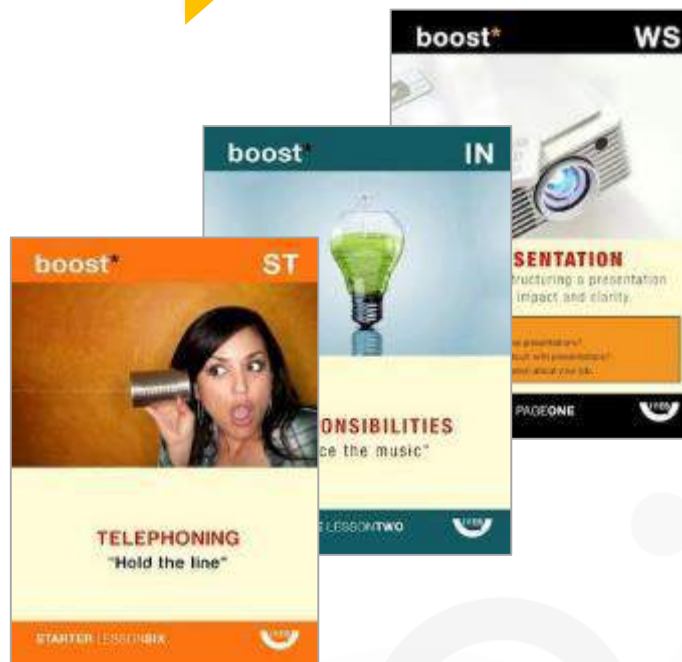 boost* WS
SENTATION
tructuring a presentation
impact and clarity.
PAGEONE
boost* IN
ONSIBILITIES
ce the music"
LESSONTWO
boost* ST
TELEPHONING
"Hold the line"
STARTER LESSONSIX